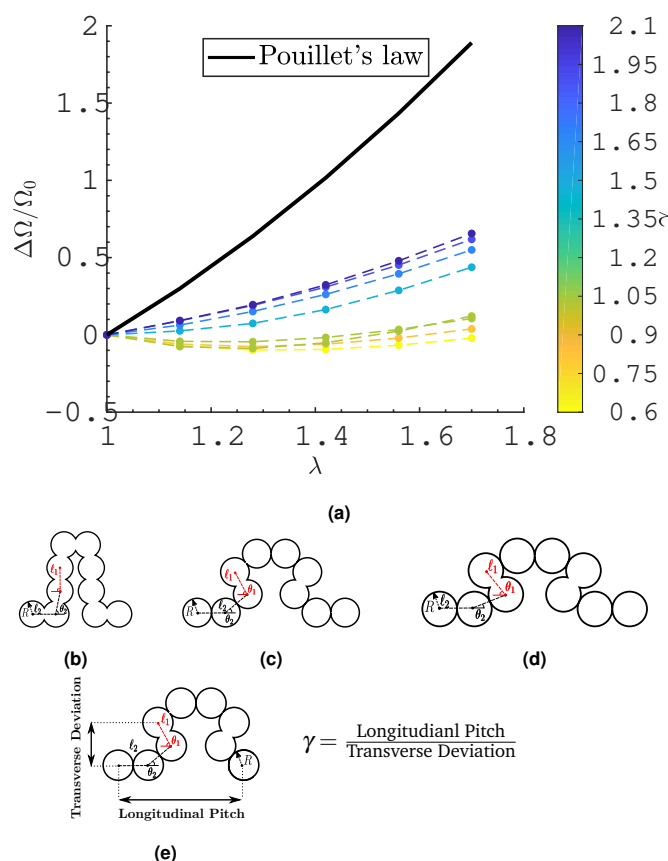 2
1.5
1
0.5
0
−0.5
ΔΩ/Ω₀
Pouillet's law
1 1.2 1.4 1.6 1.8
λ
2.1
1.95
1.8
1.65
1.5
1.35
1.2
1.05
0.9
0.75
0.6
γ
(a)
ℓ₁
θ₁
R
ℓ₂
θ₂
(b)
ℓ₁
θ₁
R
ℓ₂
θ₂
(c)
ℓ₁
θ₁
R
ℓ₂
θ₂
(d)
Transverse Deviation
ℓ₁
ℓ₂
θ₁
θ₂
R
Longitudinal Pitch
γ = Longitudianl Pitch
Transverse Deviation
(e)